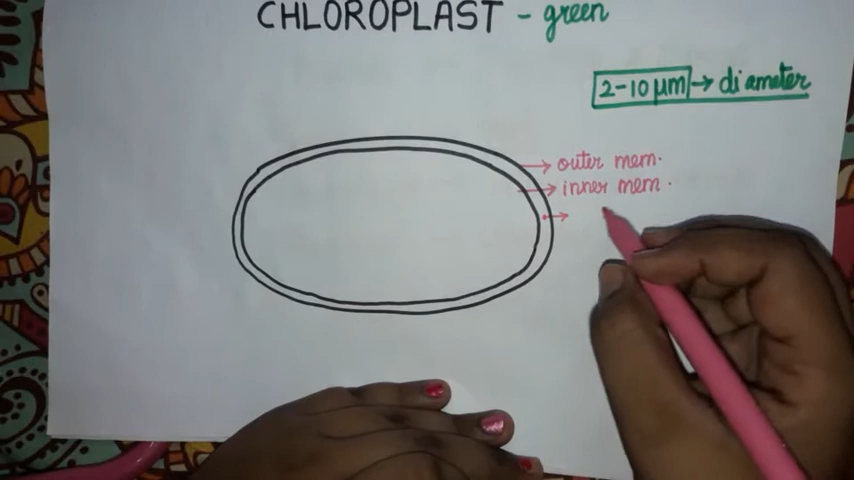 CHLOROPLAST - green
2-10 μm → diameter
→ outer mem.
→ inner mem.
→